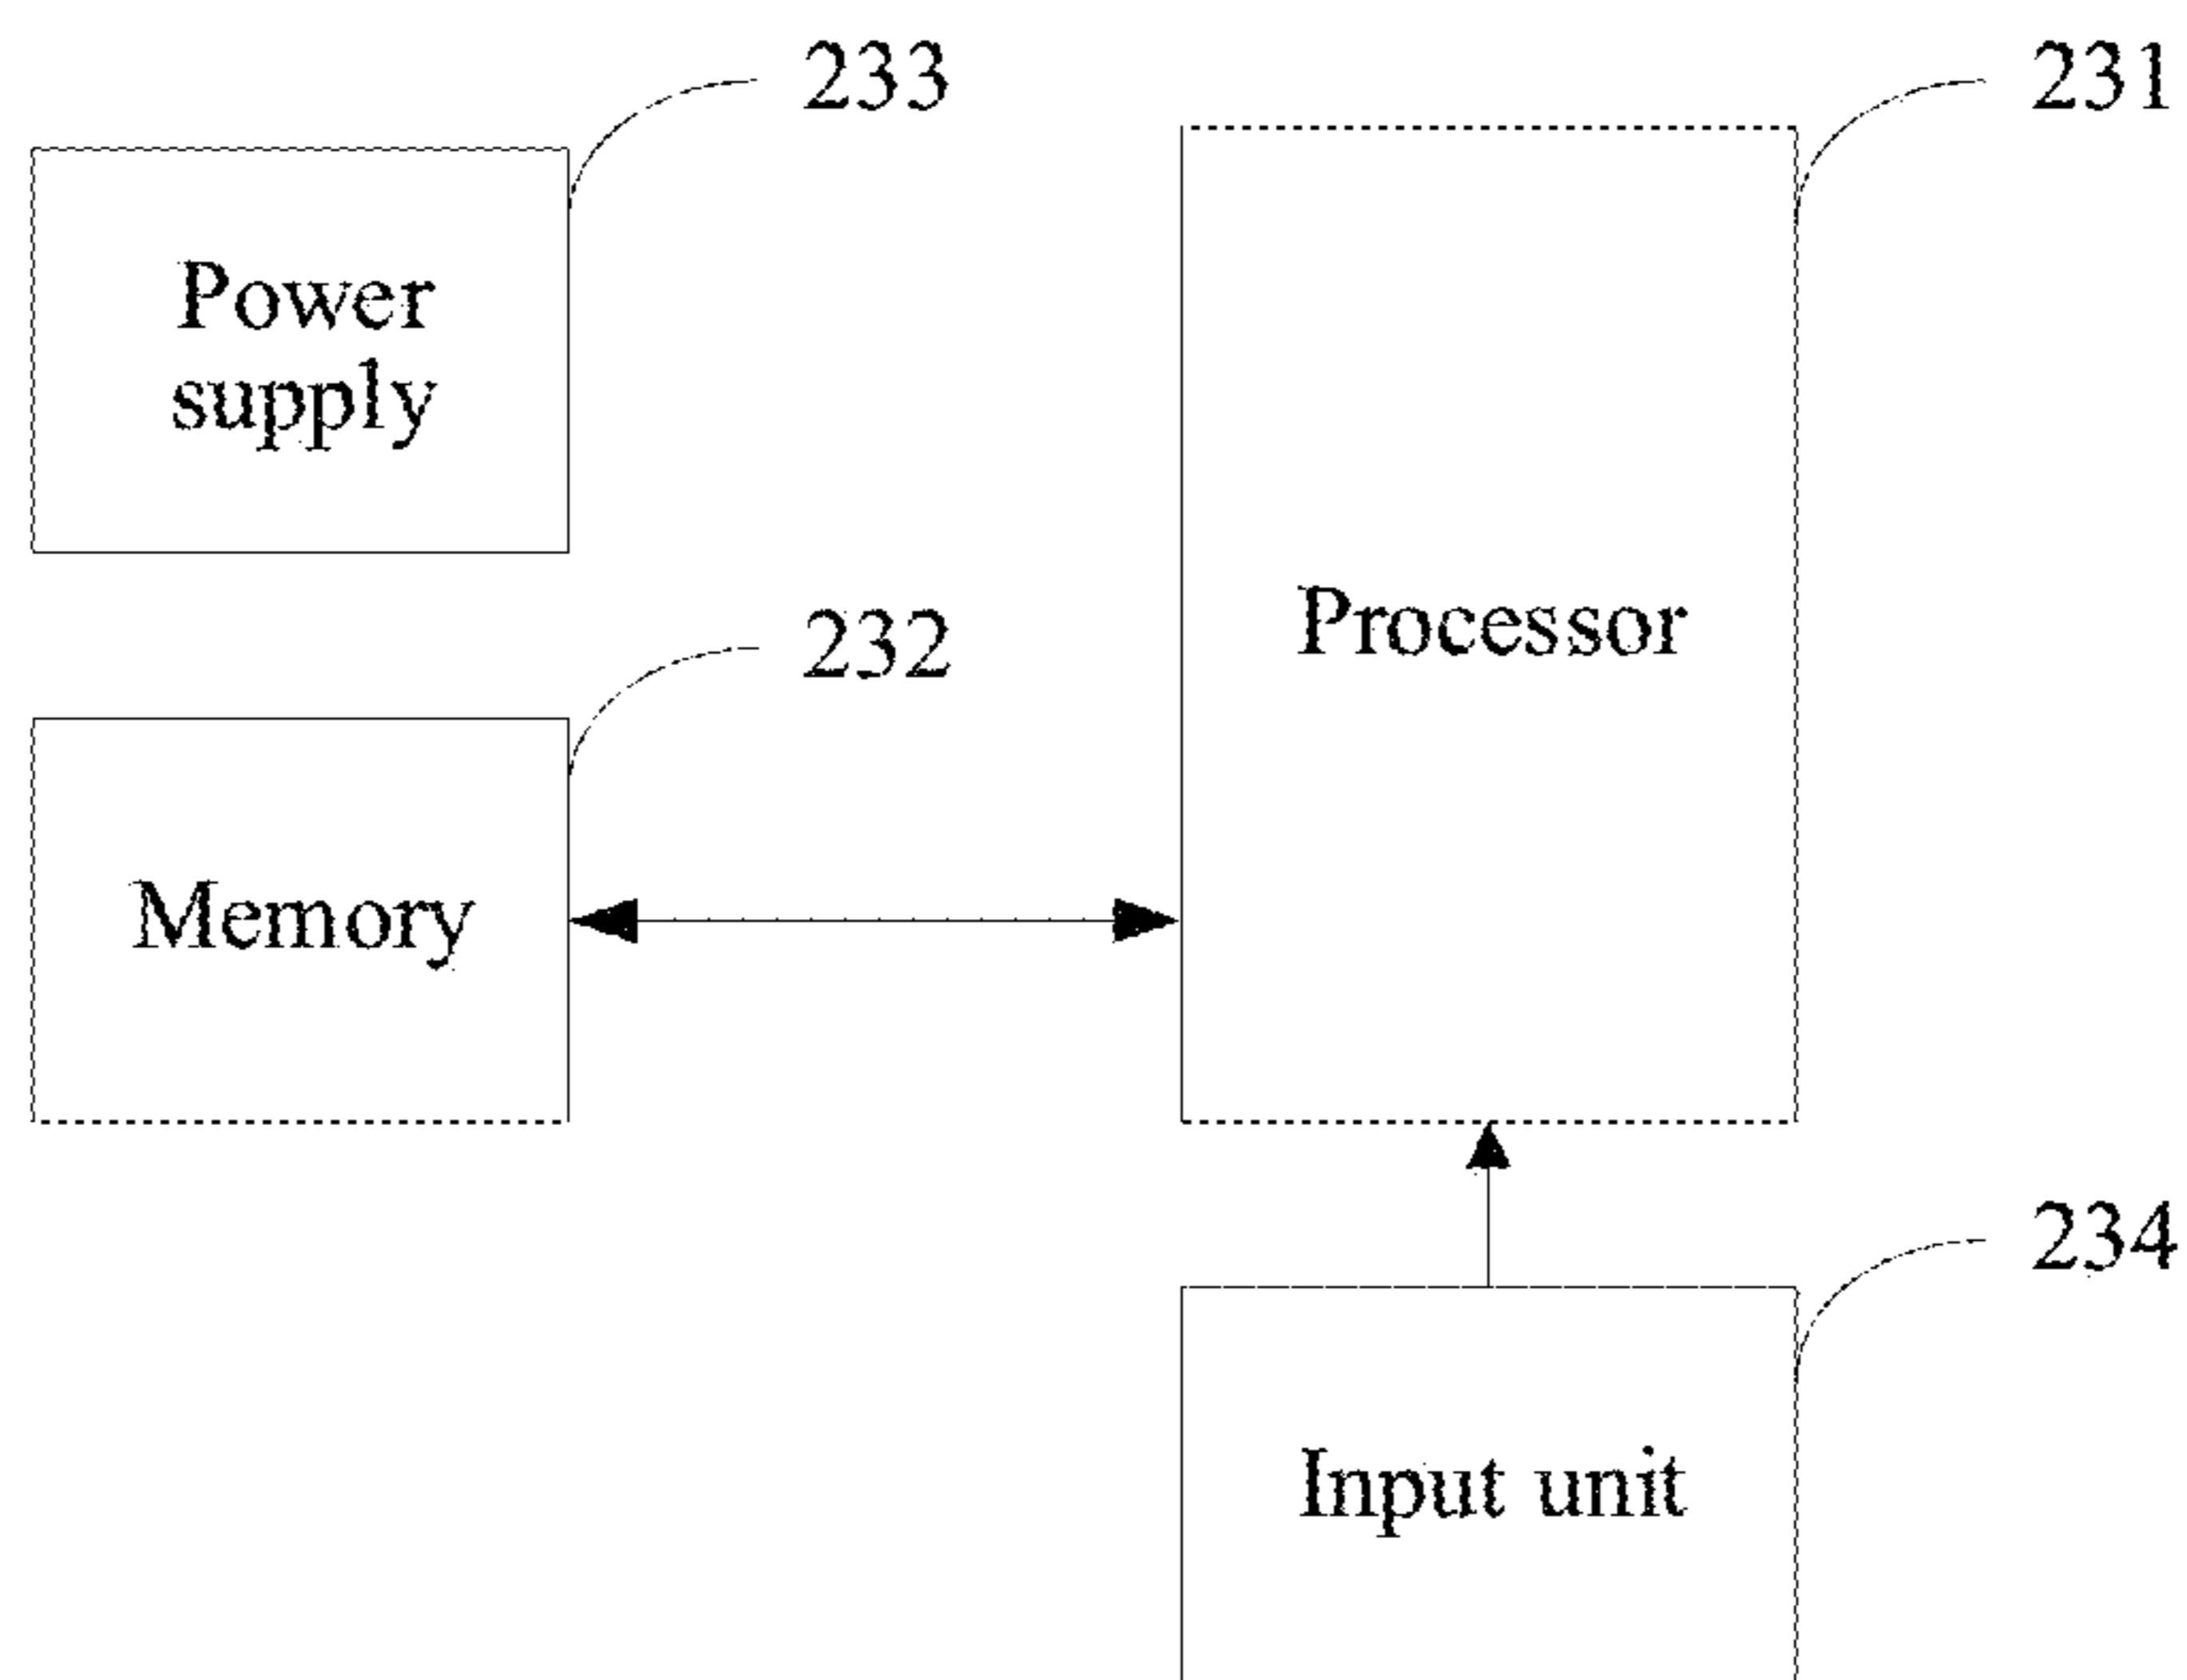 233
231
Power
supply
Processor
232
Memory
234
Input unit